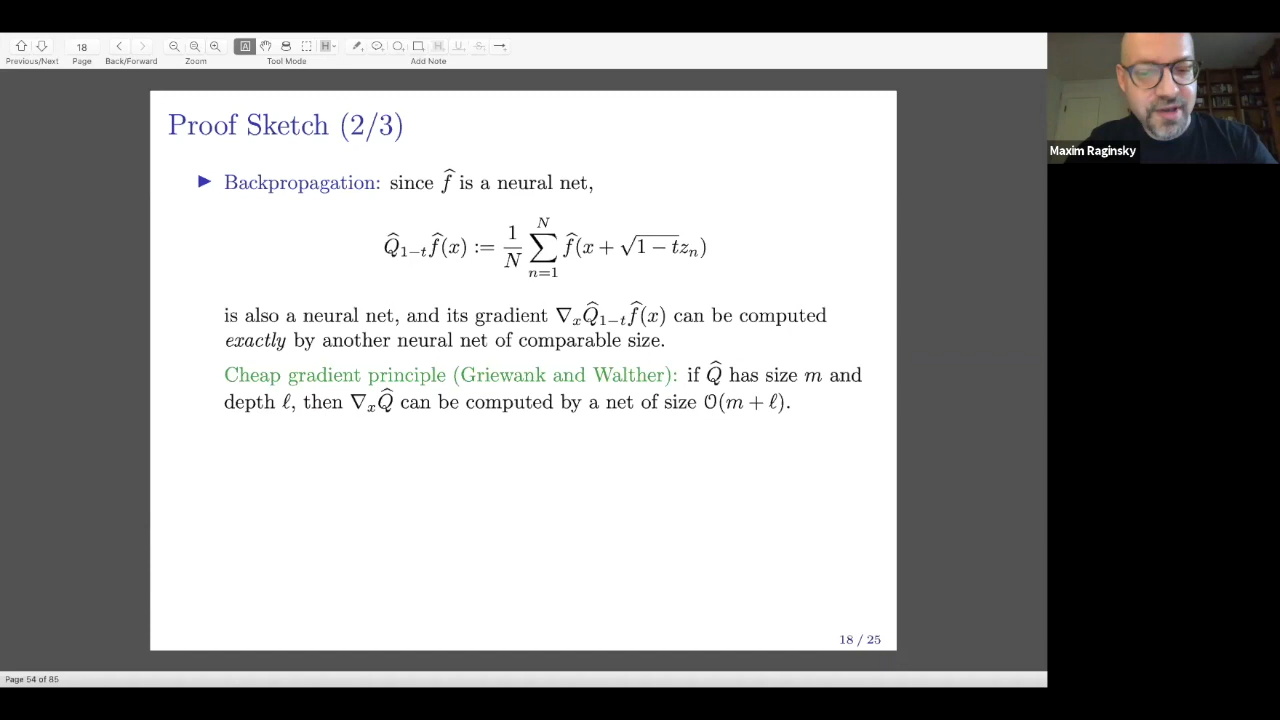 18
Previous/Next Page Back/Forward Zoom Tool Mode Add Note
Maxim Raginsky
Proof Sketch (2/3)
► Backpropagation: since f̂ is a neural net,
Q̂₁₋ₜf̂(x) := 1/N ∑ₙ₌₁ᴺ f̂(x + √(1 − t)zₙ)
is also a neural net, and its gradient ∇ₓQ̂₁₋ₜf̂(x) can be computed
exactly by another neural net of comparable size.
Cheap gradient principle (Griewank and Walther): if Q̂ has size m and
depth ℓ, then ∇ₓQ̂ can be computed by a net of size O(m + ℓ).
18 / 25
Page 54 of 85